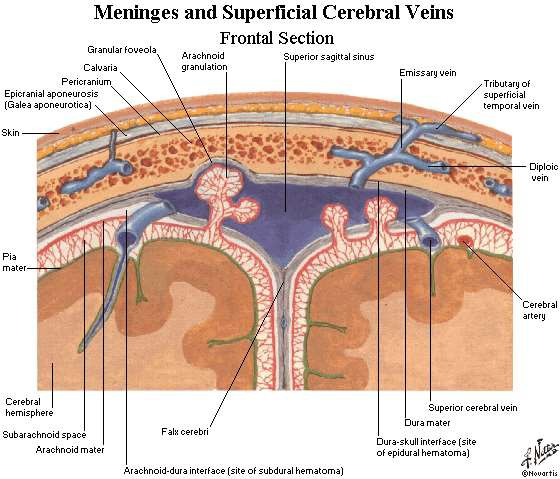 Meninges and Superficial Cerebral Veins
Frontal Section
Granular foveola
Arachnoid
granulation
Superior sagittal sinus
Calvaria
Emissary vein
Pericranium
Tributary of
superficial
temporal vein
Epicranial aponeurosis
(Galea aponeurotica)
Skin
Diploic
vein
Pia
mater
Cerebral
artery
Cerebral
hemisphere
Superior cerebral vein
Subarachnoid space
Falx cerebri
Dura mater
Arachnoid mater
Dura-skull interface (site
of epidural hematoma)
Arachnoid-dura interface (site of subdural hematoma)
©Novartis